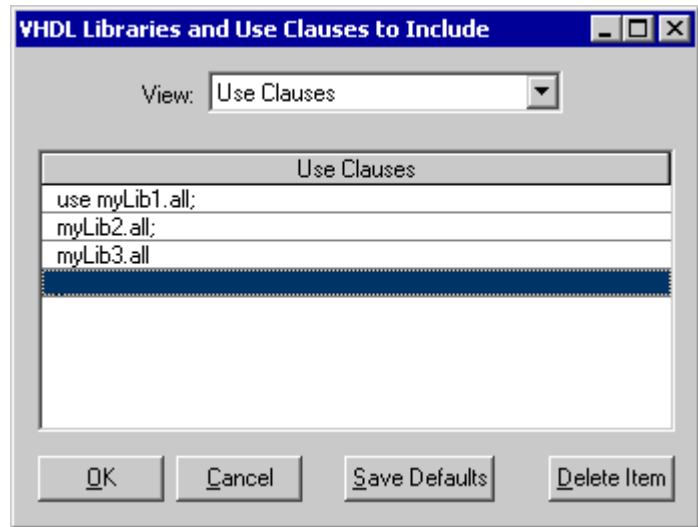 VHDL Libraries and Use Clauses to Include
View: Use Clauses
Use Clauses
use myLib1.all;
myLib2.all;
myLib3.all
OK Cancel Save Defaults Delete Item